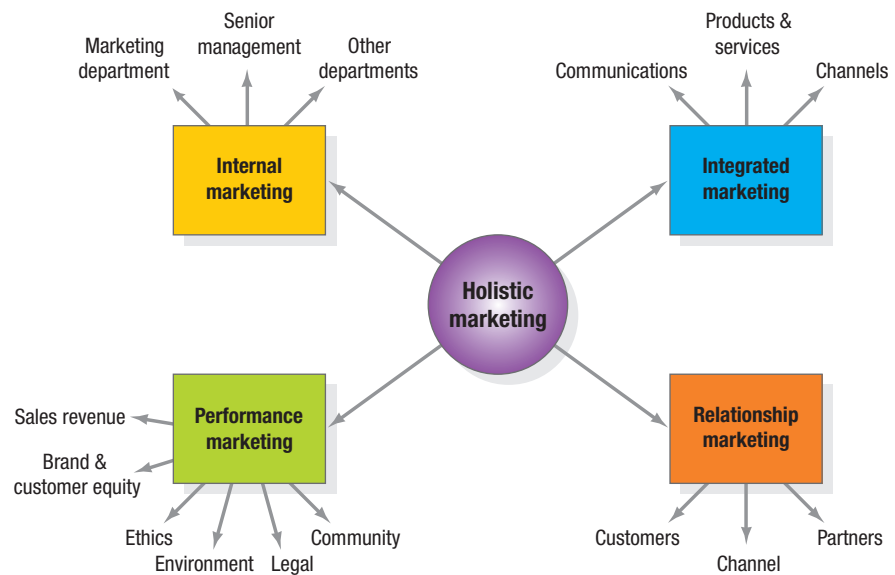 Senior
management
Marketing
department
Other
departments
Products &
services
Communications
Channels
Internal
marketing
Integrated
marketing
Holistic
marketing
Performance
marketing
Relationship
marketing
Sales revenue
Brand &
customer equity
Ethics
Environment
Legal
Community
Customers
Channel
Partners